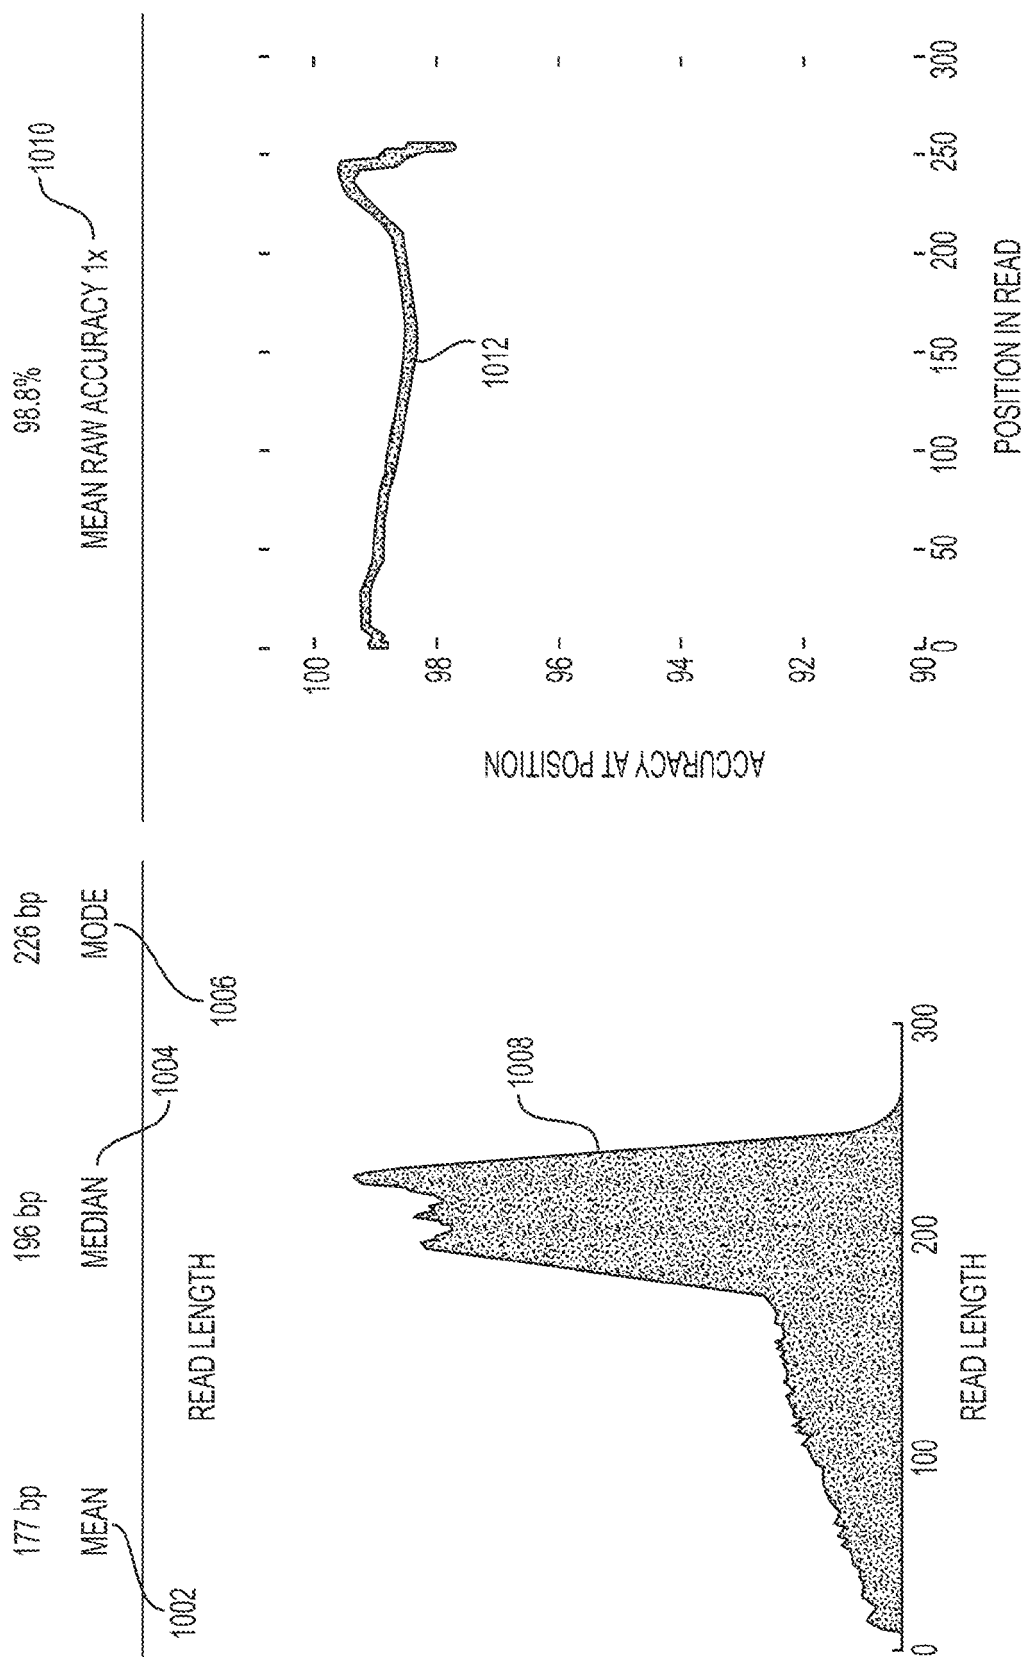 177 bp 196 bp 226 bp
MEAN MEDIAN MODE
1002 1004 1006
READ LENGTH
1008
0 100 200 300
READ LENGTH
98.8%
MEAN RAW ACCURACY 1x
1010
100
98
96
94
92
90
ACCURACY AT POSITION
1012
0 50 100 150 200 250 300
POSITION IN READ